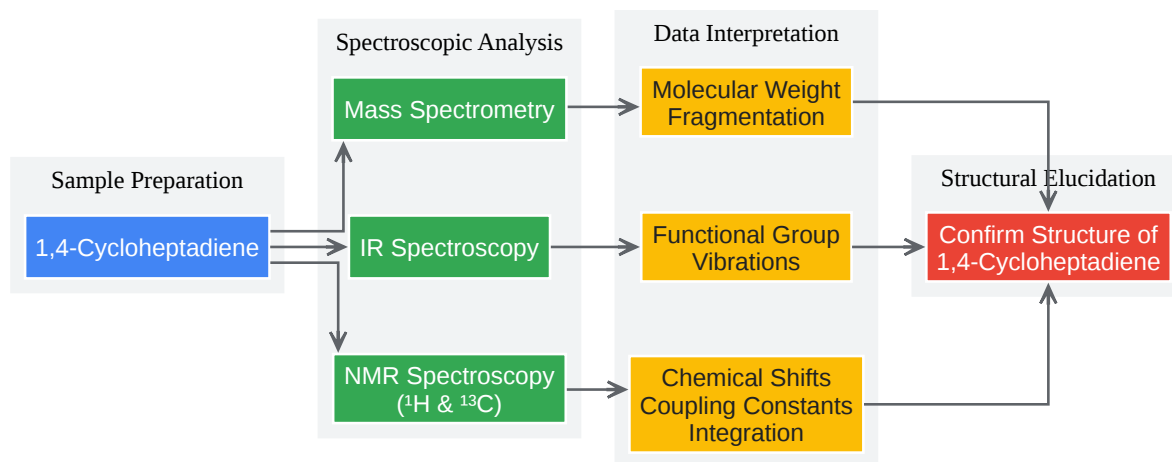 Sample Preparation
1,4-Cycloheptadiene
Spectroscopic Analysis
Mass Spectrometry
IR Spectroscopy
NMR Spectroscopy
(¹H & ¹³C)
Data Interpretation
Molecular Weight
Fragmentation
Functional Group
Vibrations
Chemical Shifts
Coupling Constants
Integration
Structural Elucidation
Confirm Structure of
1,4-Cycloheptadiene